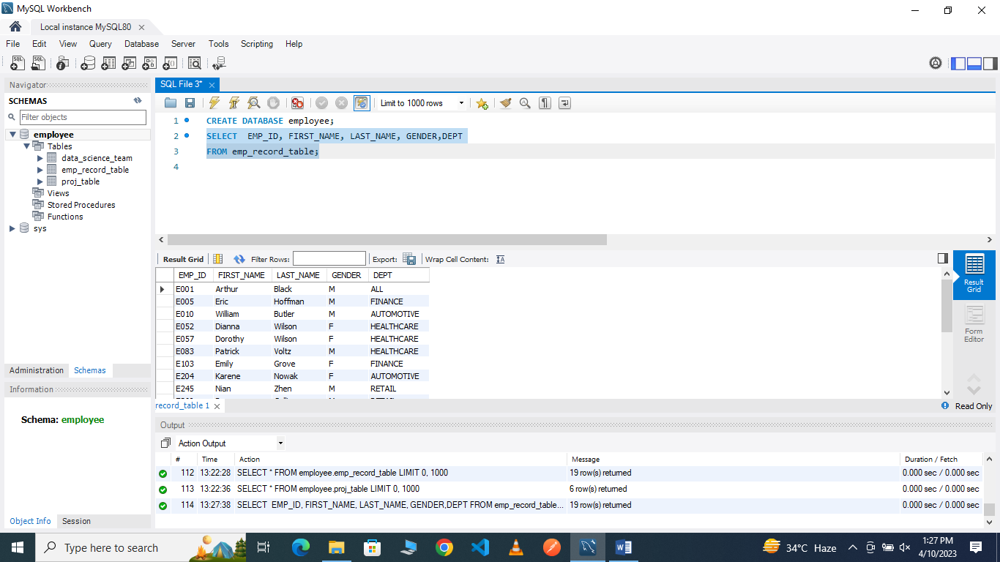 MySQL Workbench
Local instance MySQL80
File Edit View Query Database Server Tools Scripting Help
Navigator
SCHEMAS
Filter objects
employee
Tables
data_science_team
emp_record_table
proj_table
Views
Stored Procedures
Functions
sys
Administration Schemas
Information
Schema: employee
Object Info Session
SQL File 3*
Limit to 1000 rows
1 CREATE DATABASE employee;
2 SELECT EMP_ID, FIRST_NAME, LAST_NAME, GENDER,DEPT
3 FROM emp_record_table;
4
Result Grid Filter Rows: Export: Wrap Cell Content:
EMP_ID FIRST_NAME LAST_NAME GENDER DEPT
E001 Arthur Black M ALL
E005 Eric Hoffman M FINANCE
E010 William Butler M AUTOMOTIVE
E052 Dianna Wilson F HEALTHCARE
E057 Dorothy Wilson F HEALTHCARE
E083 Patrick Voltz M HEALTHCARE
E103 Emily Grove F FINANCE
E204 Karene Nowak F AUTOMOTIVE
E245 Nian Zhen M RETAIL
Result
Grid
Form
Editor
record_table 1
Read Only
Output
Action Output
# Time Action Message Duration / Fetch
112 13:22:28 SELECT * FROM employee.emp_record_table LIMIT 0, 1000 19 row(s) returned 0.000 sec / 0.000 sec
113 13:22:36 SELECT * FROM employee.proj_table LIMIT 0, 1000 6 row(s) returned 0.000 sec / 0.000 sec
114 13:27:38 SELECT EMP_ID, FIRST_NAME, LAST_NAME, GENDER,DEPT FROM emp_record_table... 19 row(s) returned 0.000 sec / 0.000 sec
Type here to search
34°C Haze
1:27 PM
4/10/2023